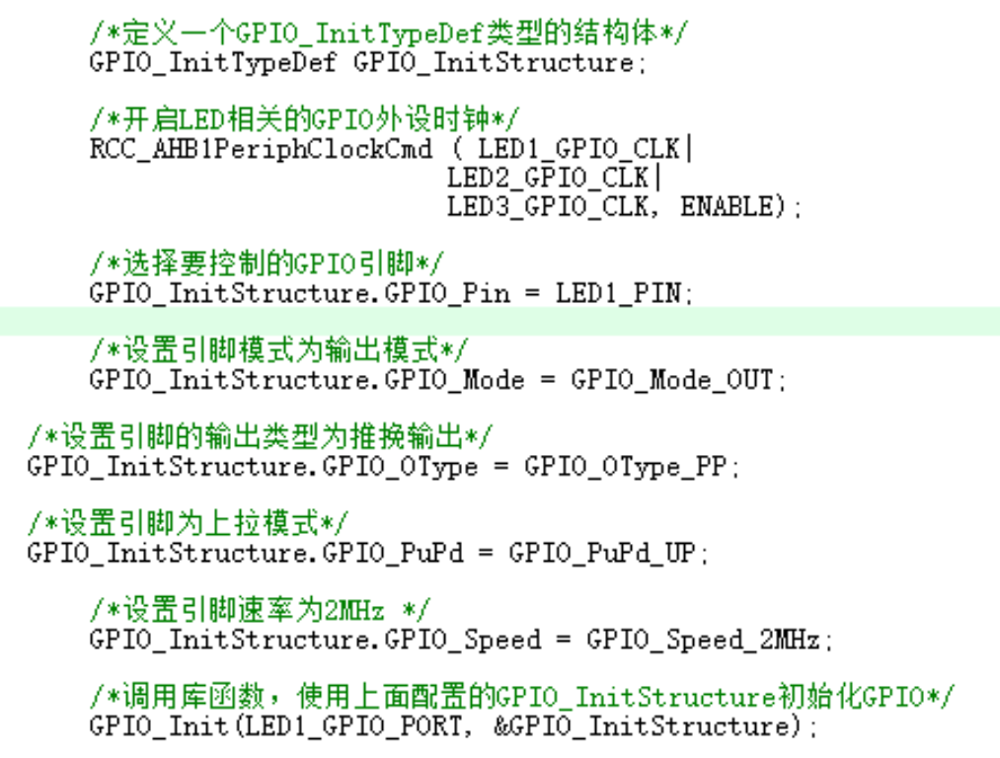 /*定义一个GPIO_InitTypeDef类型的结构体*/
GPIO_InitTypeDef GPIO_InitStructure;
/*开启LED相关的GPIO外设时钟*/
RCC_AHB1PeriphClockCmd ( LED1_GPIO_CLK|
LED2_GPIO_CLK|
LED3_GPIO_CLK, ENABLE);
/*选择要控制的GPIO引脚*/
GPIO_InitStructure.GPIO_Pin = LED1_PIN;
/*设置引脚模式为输出模式*/
GPIO_InitStructure.GPIO_Mode = GPIO_Mode_OUT;
/*设置引脚的输出类型为推挽输出*/
GPIO_InitStructure.GPIO_OType = GPIO_OType_PP;
/*设置引脚为上拉模式*/
GPIO_InitStructure.GPIO_PuPd = GPIO_PuPd_UP;
/*设置引脚速率为2MHz */
GPIO_InitStructure.GPIO_Speed = GPIO_Speed_2MHz;
/*调用库函数，使用上面配置的GPIO_InitStructure初始化GPIO*/
GPIO_Init(LED1_GPIO_PORT, &GPIO_InitStructure);